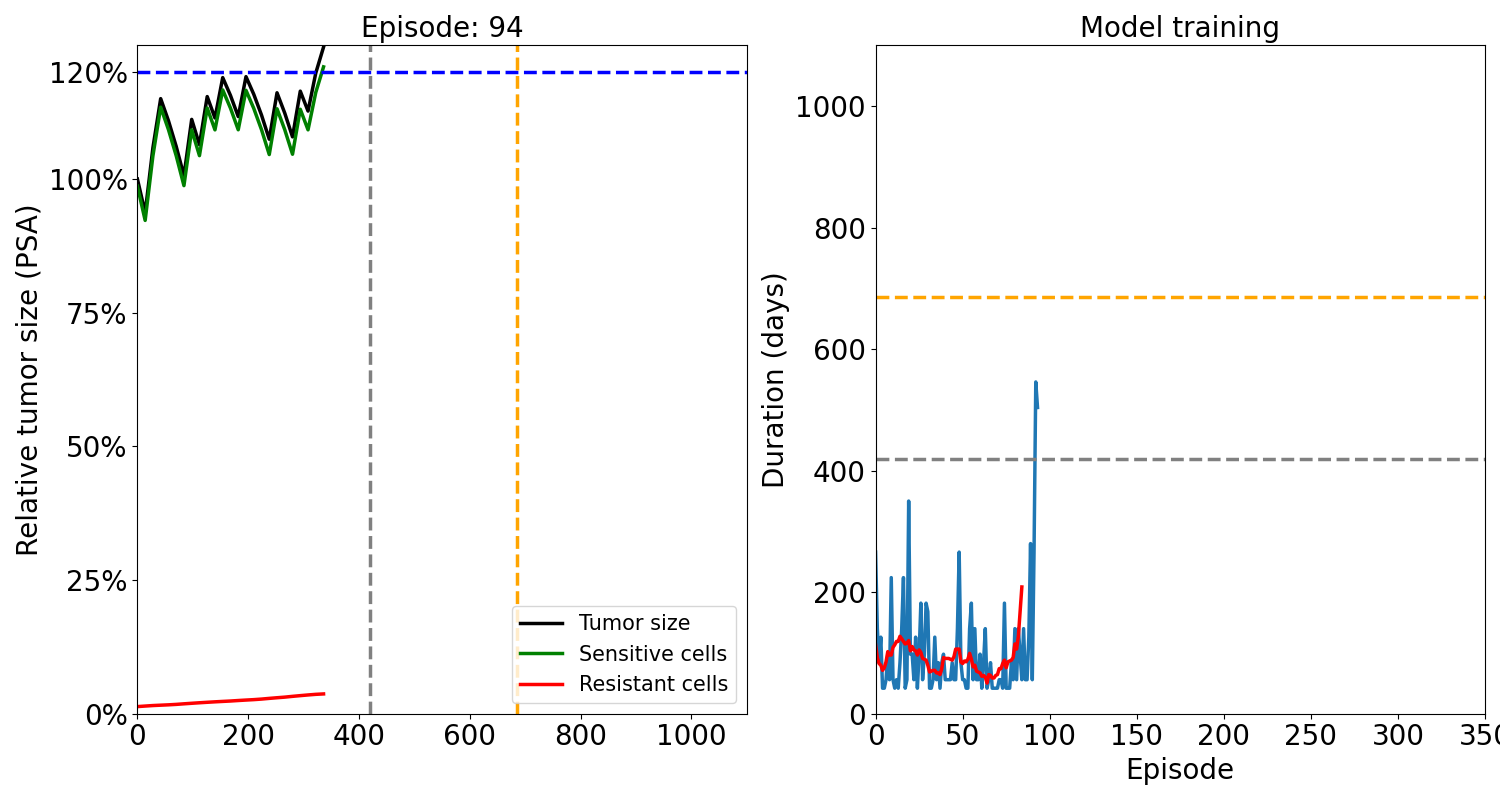 Episode: 94
Relative tumor size (PSA)
120%
100%
75%
50%
25%
0%
0 200 400 600 800 1000
Tumor size
Sensitive cells
Resistant cells
Model training
Duration (days)
1000
800
600
400
200
0
0 50 100 150 200 250 300 350
Episode